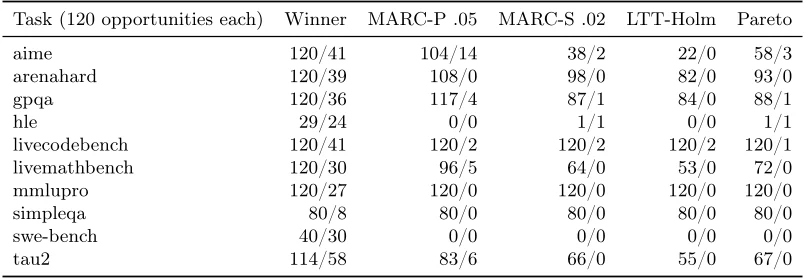 Task (120 opportunities each) Winner MARC-P .05 MARC-S .02 LTT-Holm Pareto
aime 120/41 104/14 38/2 22/0 58/3
arenahard 120/39 108/0 98/0 82/0 93/0
gpqa 120/36 117/4 87/1 84/0 88/1
hle 29/24 0/0 1/1 0/0 1/1
livecodebench 120/41 120/2 120/2 120/2 120/1
livemathbench 120/30 96/5 64/0 53/0 72/0
mmlupro 120/27 120/0 120/0 120/0 120/0
simpleqa 80/8 80/0 80/0 80/0 80/0
swe-bench 40/30 0/0 0/0 0/0 0/0
tau2 114/58 83/6 66/0 55/0 67/0